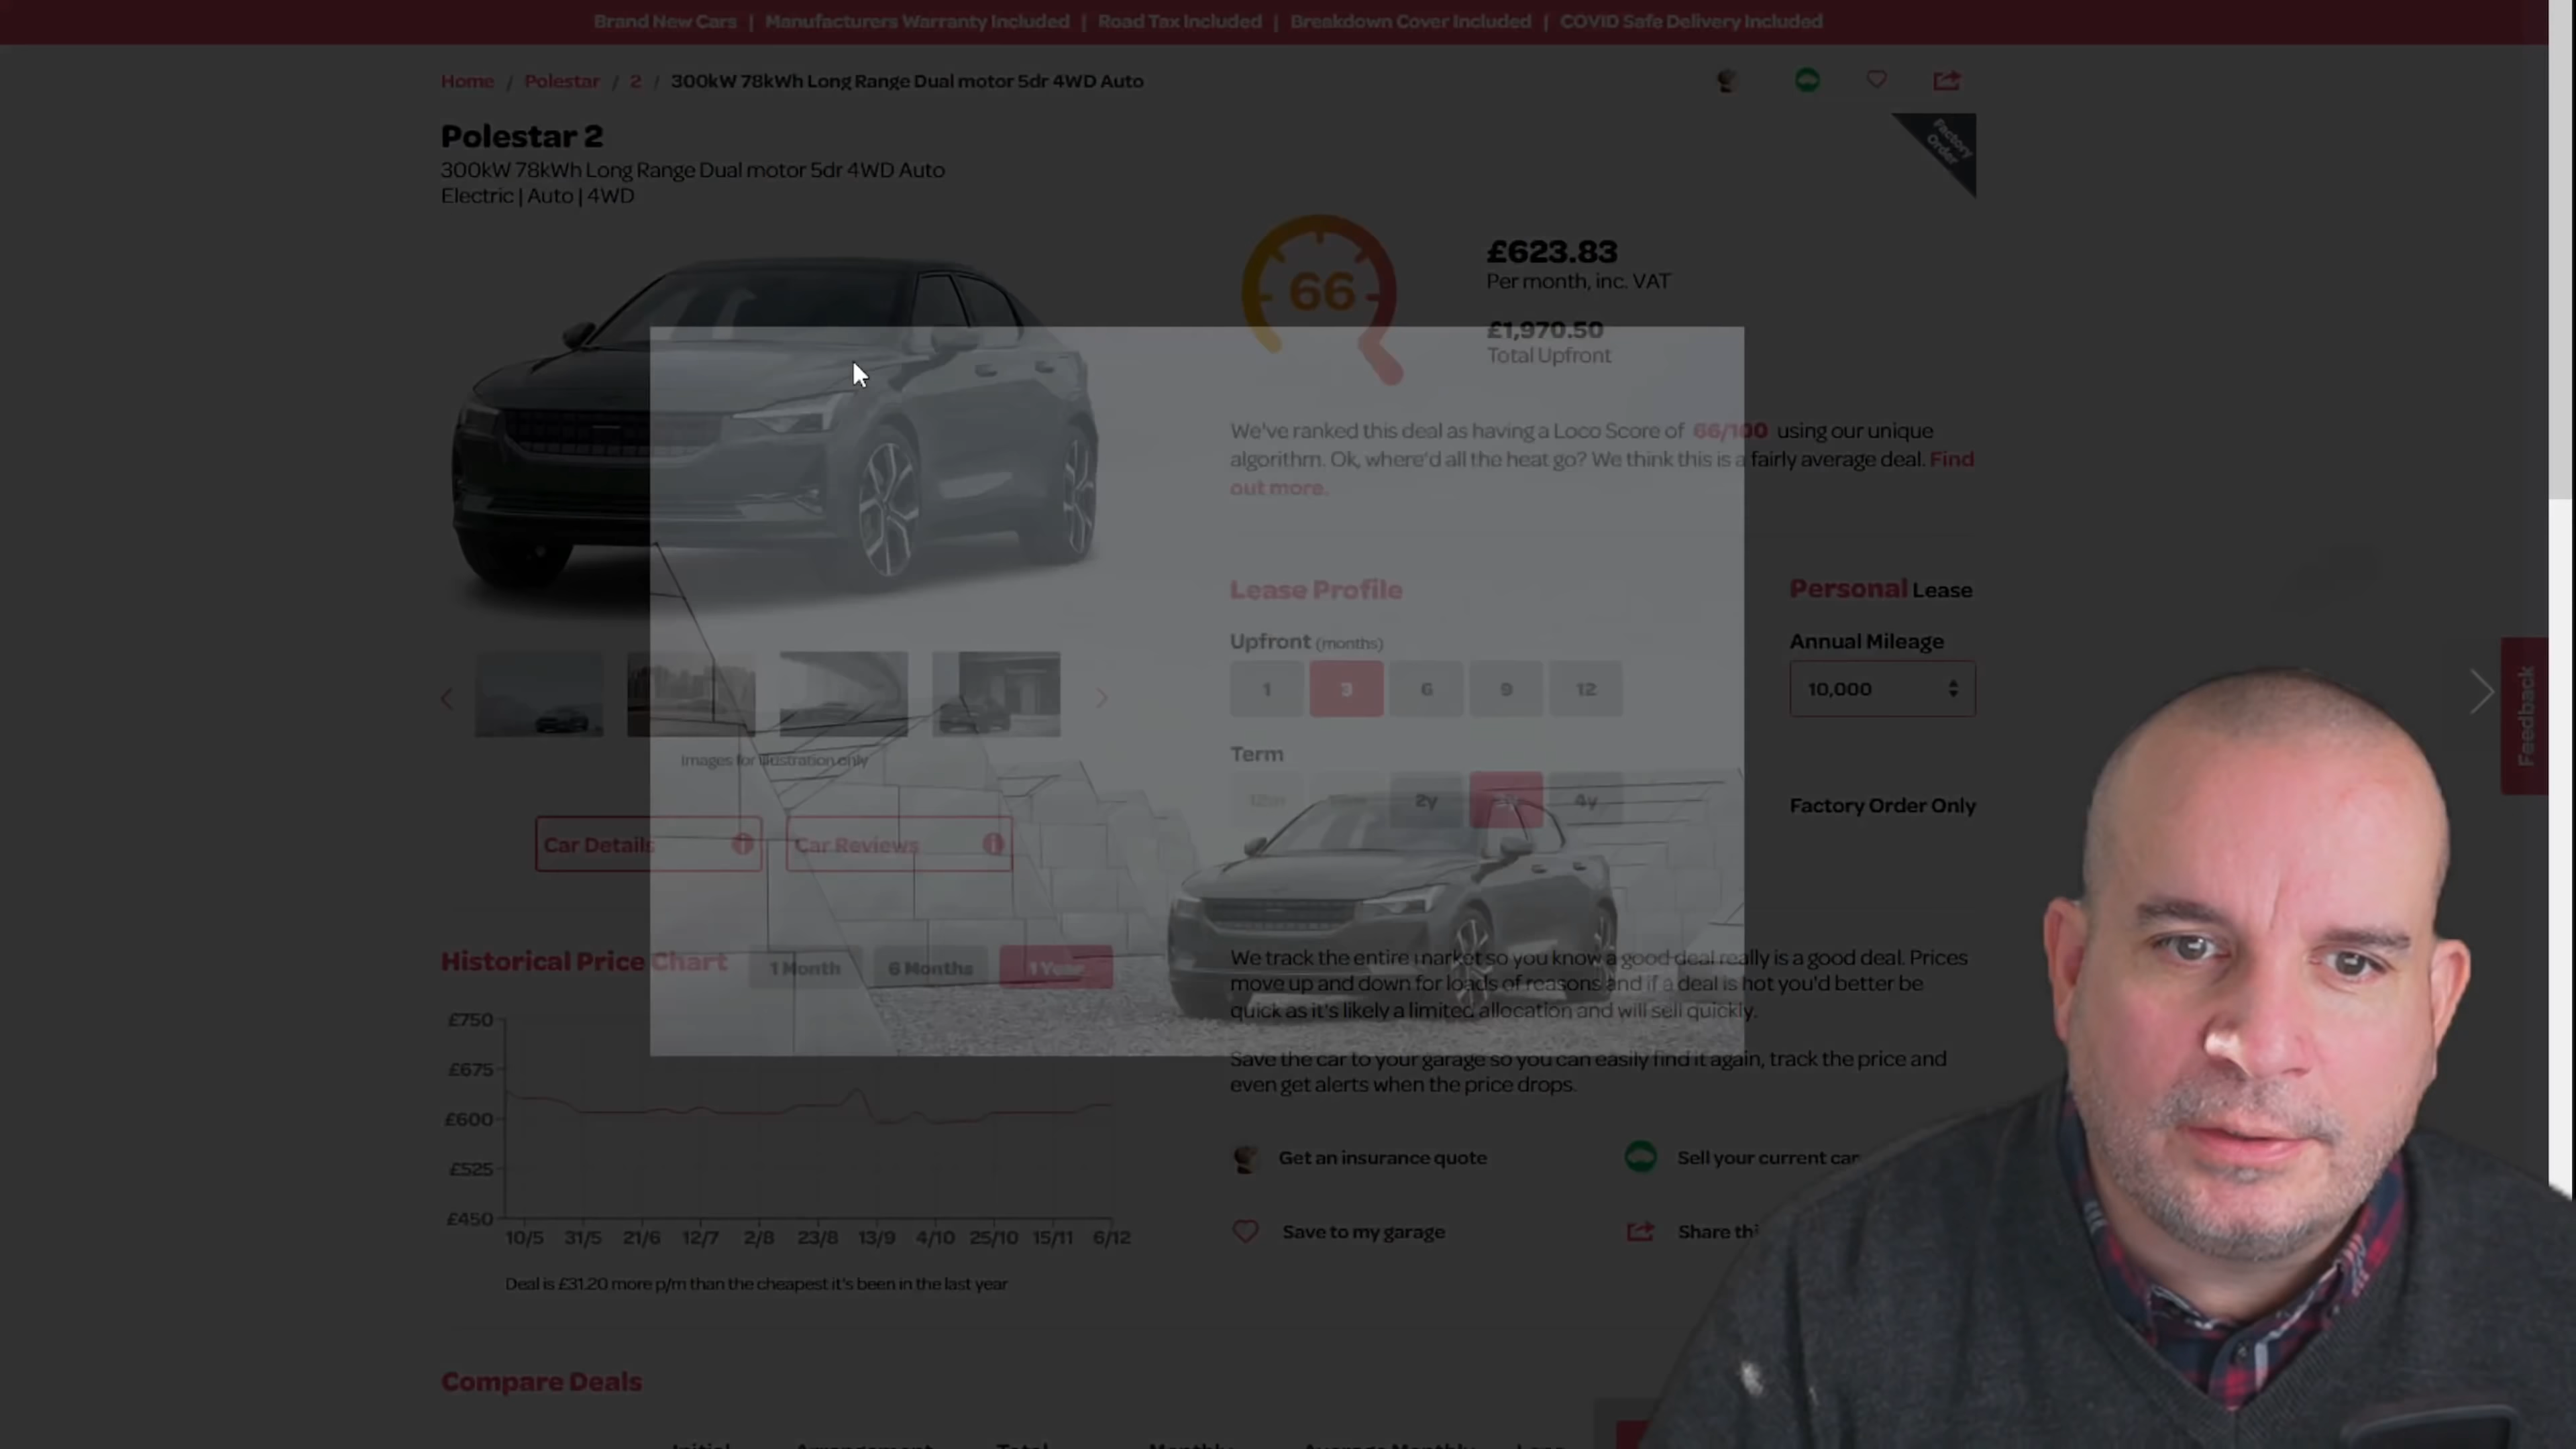 Brand New Cars | Manufacturers Warranty Included | Road Tax Included | Breakdown Cover Included | COVID Safe Delivery Included
Home / Polestar / 2 / 300kW 78kWh Long Range Dual motor 5dr 4WD Auto
Polestar 2
300kW 78kWh Long Range Dual motor 5dr 4WD Auto
Electric | Auto | 4WD
Factory
Order
66
£623.83
Per month, inc. VAT
£1,970.50
Total Upfront
We've ranked this deal as having a Loco Score of 66/100 using our unique
algorithm. Ok, where'd all the heat go? We think this is a fairly average deal. Find
out more.
Lease Profile
Personal Lease
Upfront (months)
1 3 6 9 12
Annual Mileage
10,000
Term
2y
4y
Factory Order Only
Feedback
Images for illustration only
Car Details
Car Reviews
Historical Price Chart
1 Month 6 Months 1 Year
£750
£675
£600
£525
£450
10/5 31/5 21/6 12/7 2/8 23/8 13/9 4/10 25/10 15/11 6/12
Deal is £31.20 more p/m than the cheapest it's been in the last year
We track the entire market so you know a good deal really is a good deal. Prices
move up and down for loads of reasons and if a deal is hot you'd better be
quick as it's likely a limited allocation and will sell quickly.
Save the car to your garage so you can easily find it again, track the price and
even get alerts when the price drops.
Get an insurance quote
Sell your current car
Save to my garage
Share thi
Compare Deals